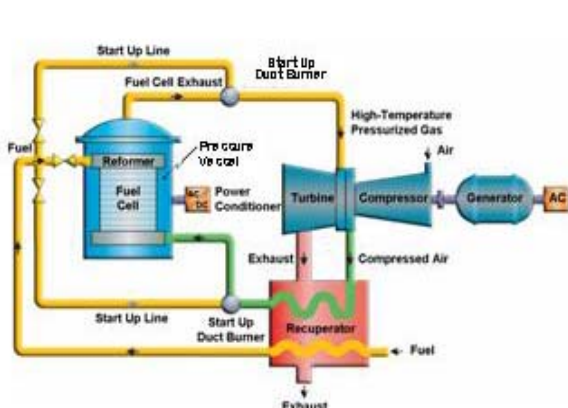 Start Up Line
Start Up
Duct Burner
Fuel Cell Exhaust
High-Temperature
Pressurized Gas
Fuel
Air
Pressure
Vessel
Reformer
Fuel
Cell
AC
DC
Power
Conditioner
Turbine
Compressor
Generator
AC
Exhaust
Compressed Air
Start Up Line
Start Up
Duct Burner
Recuperator
Fuel
Exhaust